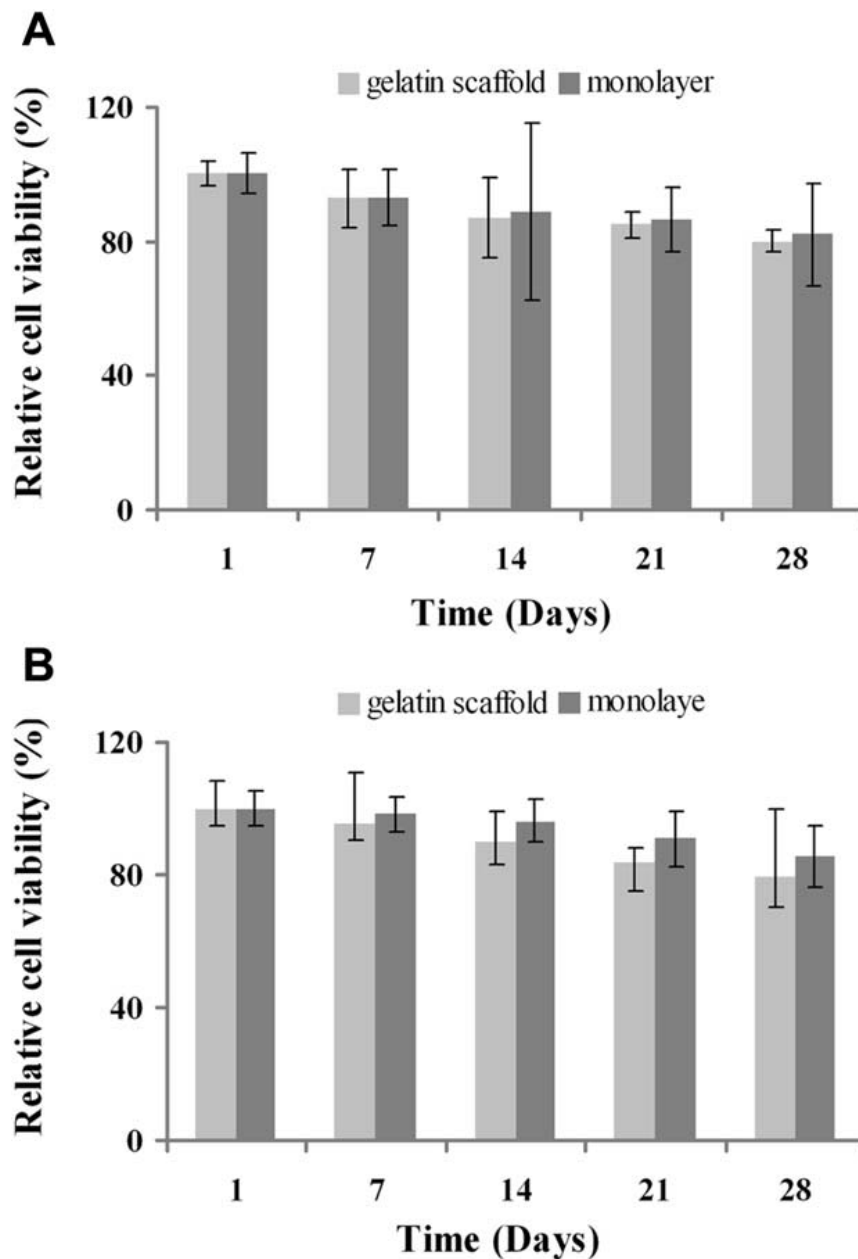 A
gelatin scaffold monolayer
Relative cell viability (%)
120
80
40
0
1 7 14 21 28
Time (Days)
B
gelatin scaffold monolaye
Relative cell viability (%)
120
80
40
0
1 7 14 21 28
Time (Days)